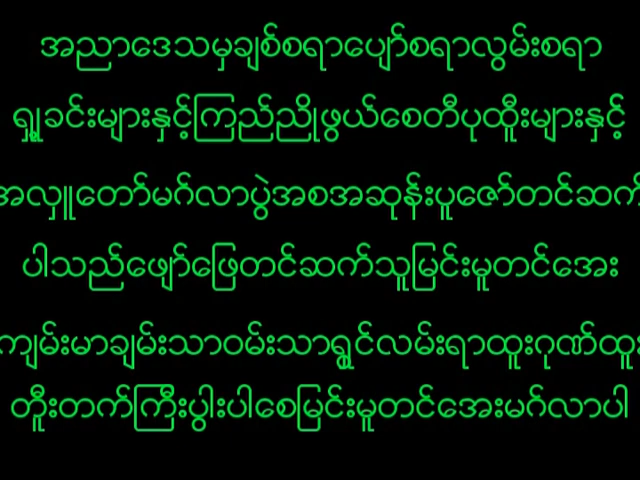 အညာဒေသမှချစ်စရာပျော်စရာလွမ်းစရာ
ရှုခင်းများနှင့်ကြည်ညိုဖွယ်စေတီပုထိူးများနှင့်
အလှူတော်မင်္ဂလာပွဲအစအဆုန်းပူဇော်တင်ဆက်
ပါသည်ဖျော်ဖြေတင်ဆက်သူမြင်းမူတင်အေး
ကျမ်းမာချမ်းသာဝမ်းသာရွှင်လမ်းရာထူးဂုဏ်ထူး
တိူးတက်ကြီးပွါးပါစေမြင်းမူတင်အေးမင်္ဂလာပါ